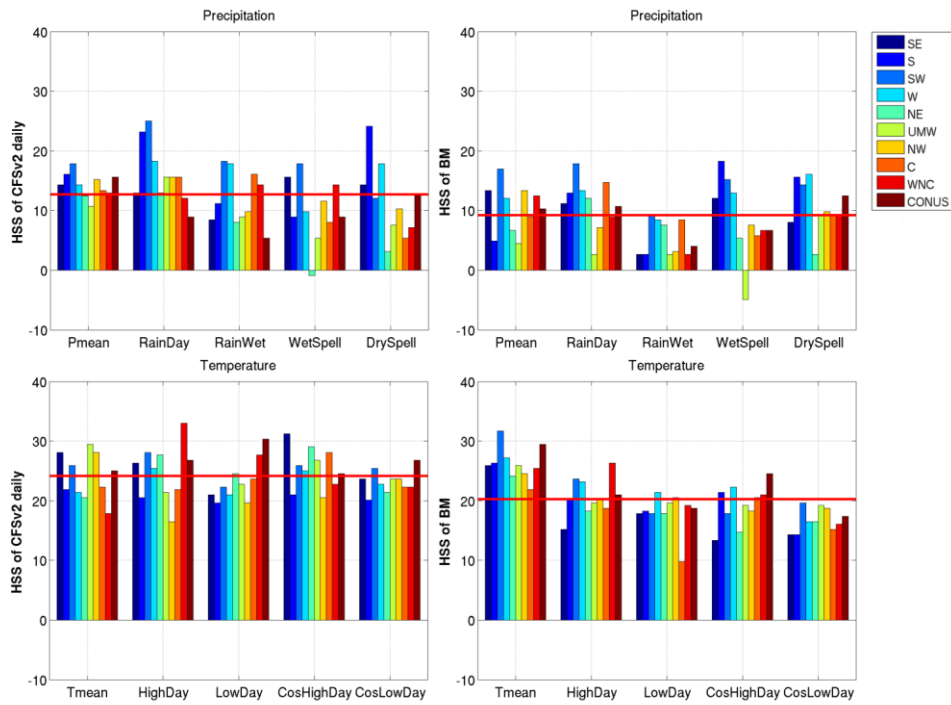 Precipitation
HSS of CFSv2 daily
40
30
20
10
0
-10
Pmean RainDay RainWet WetSpell DrySpell
Precipitation
HSS of BM
40
30
20
10
0
-10
Pmean RainDay RainWet WetSpell DrySpell
SE
S
SW
W
NE
UMW
NW
C
WNC
CONUS
Temperature
HSS of CFSv2 daily
40
30
20
10
0
-10
Tmean HighDay LowDay CosHighDay CosLowDay
Temperature
HSS of BM
40
30
20
10
0
-10
Tmean HighDay LowDay CosHighDay CosLowDay